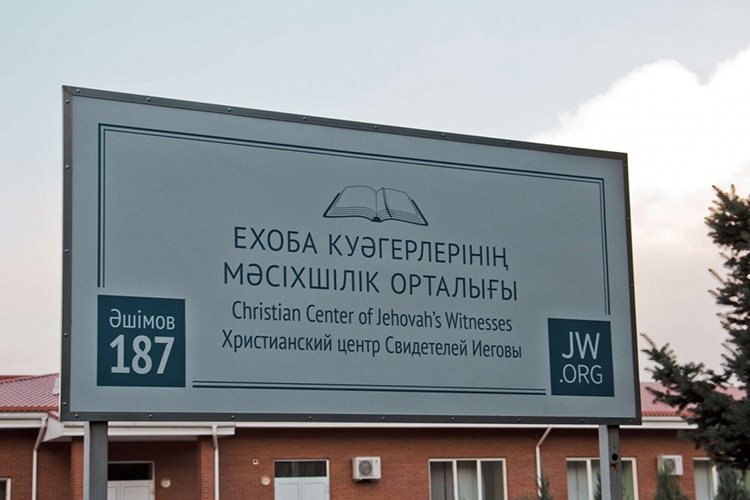 ЕХОБА КУӘГЕРЛЕРІНІҢ
МӘСІХШІЛІК ОРТАЛЫҒЫ
Christian Center of Jehovah's Witnesses
Христианский центр Свидетелей Иеговы
Әшімов
187
JW
.ORG